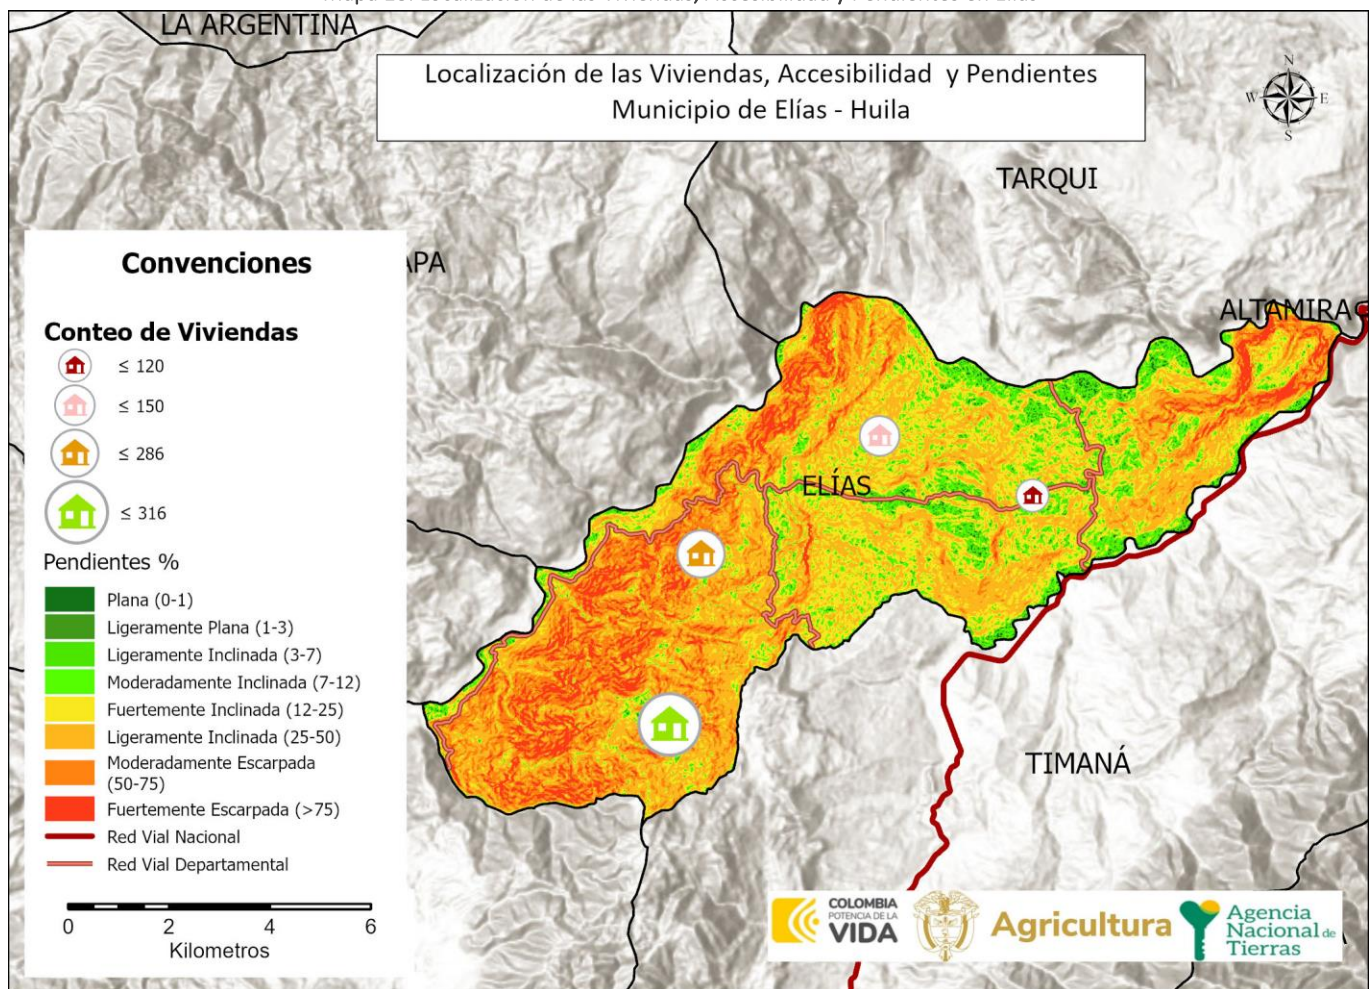 LA ARGENTINA
Localización de las Viviendas, Accesibilidad y Pendientes
Municipio de Elías - Huila
N
W E
S
TARQUI
APA
ALTAMIRA
ELÍAS
TIMANÁ
Convenciones
Conteo de Viviendas
≤ 120
≤ 150
≤ 286
≤ 316
Pendientes %
Plana (0-1)
Ligeramente Plana (1-3)
Ligeramente Inclinada (3-7)
Moderadamente Inclinada (7-12)
Fuertemente Inclinada (12-25)
Ligeramente Inclinada (25-50)
Moderadamente Escarpada
(50-75)
Fuertemente Escarpada (>75)
Red Vial Nacional
Red Vial Departamental
0 2 4 6
Kilometros
COLOMBIA
POTENCIA DE LA
VIDA
Agricultura
Agencia
Nacional de
Tierras